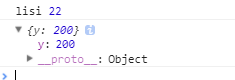 lisi 22
▼ {y: 200} i
y: 200
▶ __proto__: Object
>